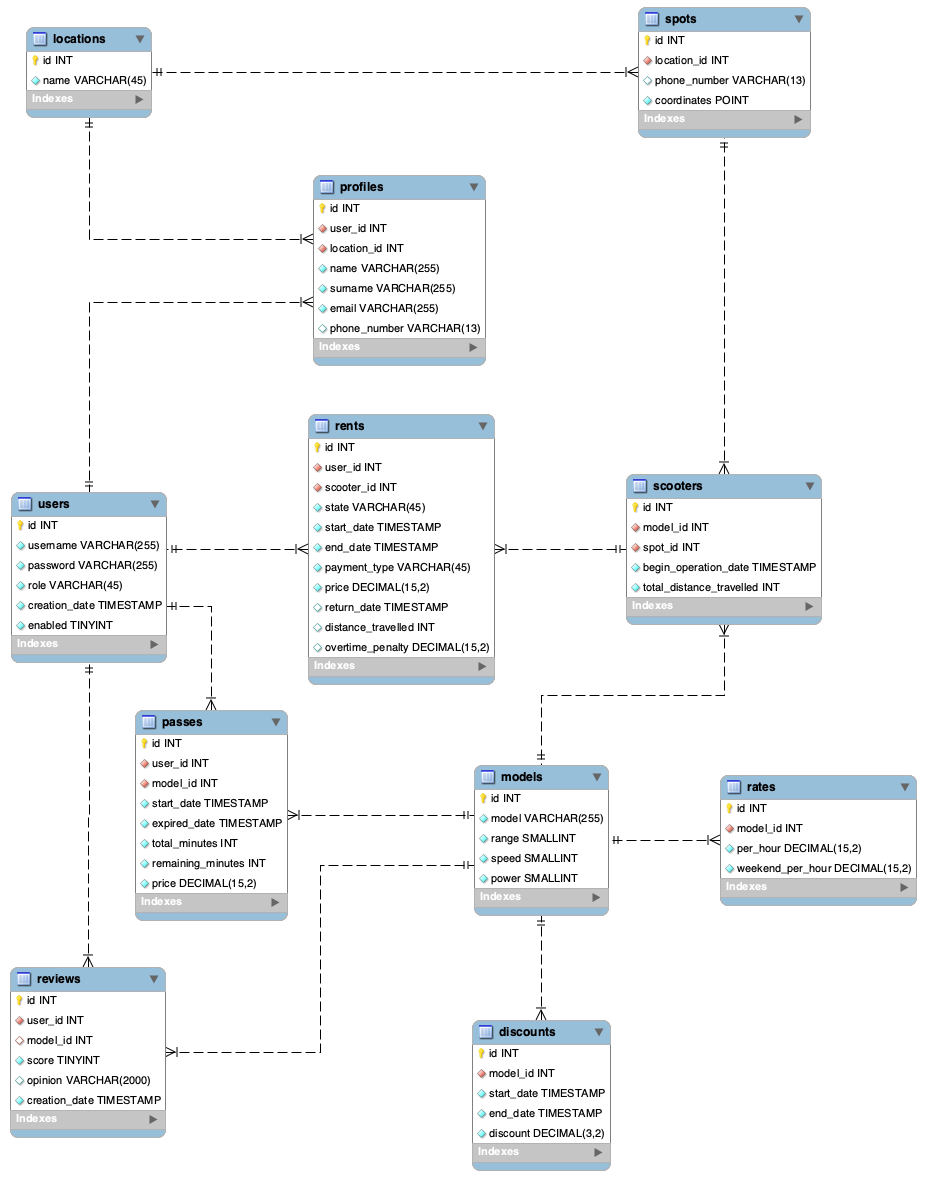 locations
id INT
name VARCHAR(45)
Indexes
spots
id INT
location_id INT
phone_number VARCHAR(13)
coordinates POINT
Indexes
profiles
id INT
user_id INT
location_id INT
name VARCHAR(255)
surname VARCHAR(255)
email VARCHAR(255)
phone_number VARCHAR(13)
Indexes
rents
id INT
user_id INT
scooter_id INT
state VARCHAR(45)
start_date TIMESTAMP
end_date TIMESTAMP
payment_type VARCHAR(45)
price DECIMAL(15,2)
return_date TIMESTAMP
distance_travelled INT
overtime_penalty DECIMAL(15,2)
Indexes
scooters
id INT
model_id INT
spot_id INT
begin_operation_date TIMESTAMP
total_distance_travelled INT
Indexes
users
id INT
username VARCHAR(255)
password VARCHAR(255)
role VARCHAR(45)
creation_date TIMESTAMP
enabled TINYINT
Indexes
passes
id INT
user_id INT
model_id INT
start_date TIMESTAMP
expired_date TIMESTAMP
total_minutes INT
remaining_minutes INT
price DECIMAL(15,2)
Indexes
models
id INT
model VARCHAR(255)
range SMALLINT
speed SMALLINT
power SMALLINT
Indexes
rates
id INT
model_id INT
per_hour DECIMAL(15,2)
weekend_per_hour DECIMAL(15,2)
Indexes
reviews
id INT
user_id INT
model_id INT
score TINYINT
opinion VARCHAR(2000)
creation_date TIMESTAMP
Indexes
discounts
id INT
model_id INT
start_date TIMESTAMP
end_date TIMESTAMP
discount DECIMAL(3,2)
Indexes